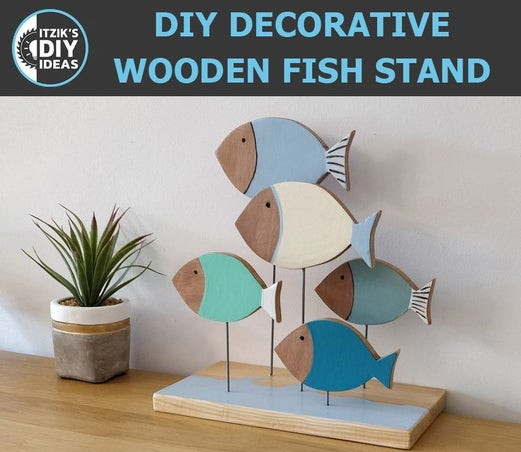 ITZIK'S
DIY
IDEAS
DIY DECORATIVE
WOODEN FISH STAND